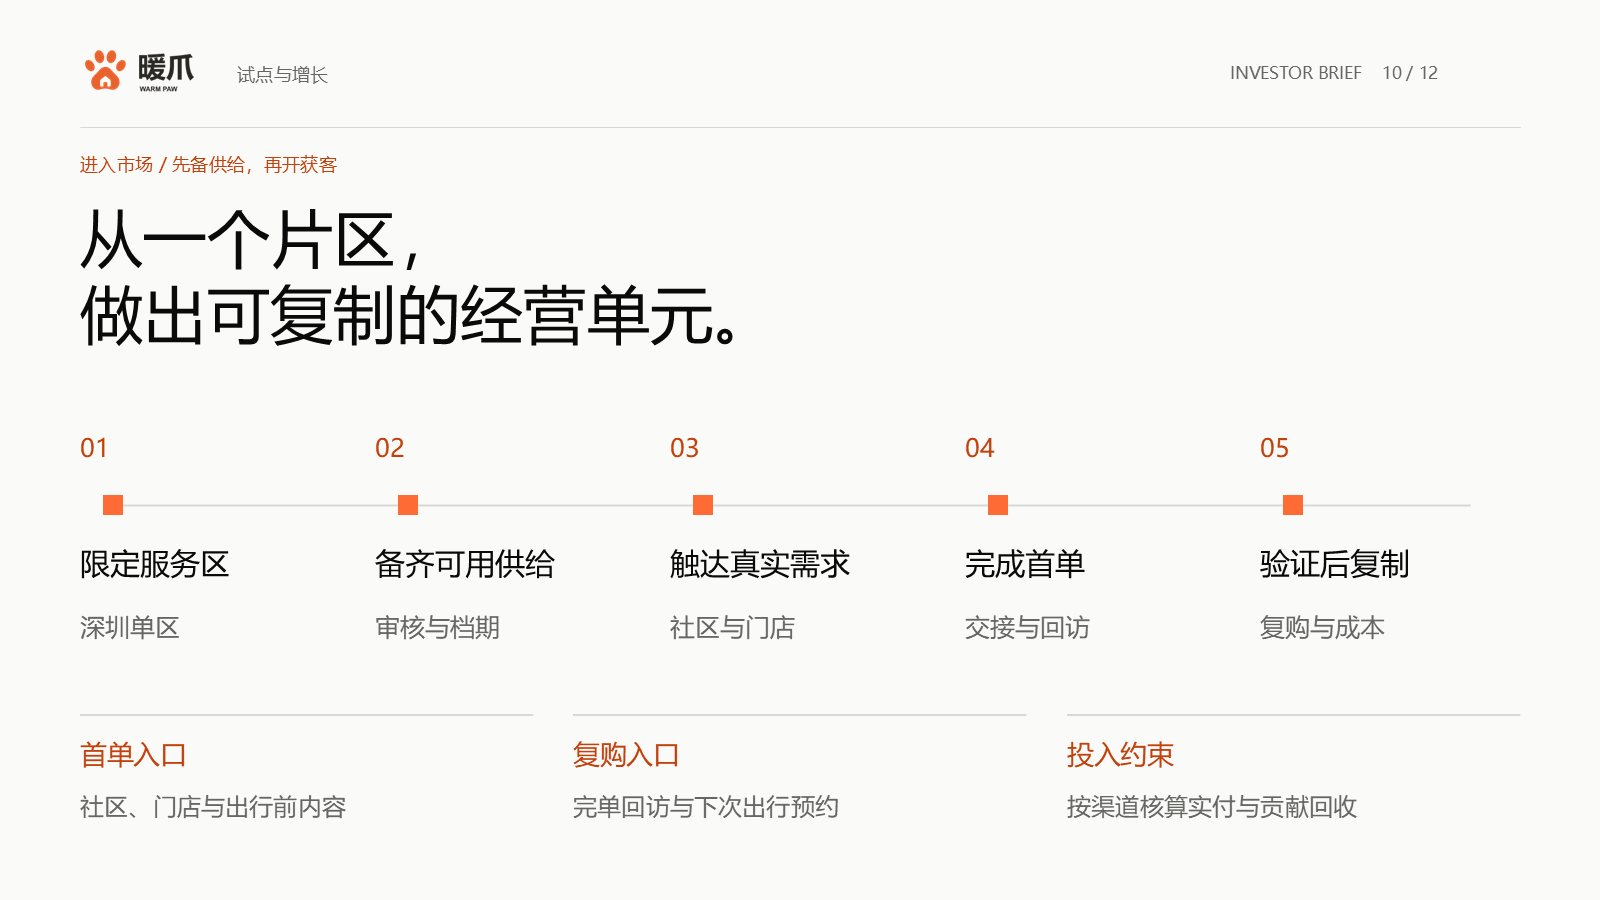 暖爪
WARM PAW
试点与增长
INVESTOR BRIEF 10 / 12
进入市场 / 先备供给，再开获客
从一个片区，
做出可复制的经营单元。
01
02
03
04
05
限定服务区
备齐可用供给
触达真实需求
完成首单
验证后复制
深圳单区
审核与档期
社区与门店
交接与回访
复购与成本
首单入口
复购入口
投入约束
社区、门店与出行前内容
完单回访与下次出行预约
按渠道核算实付与贡献回收